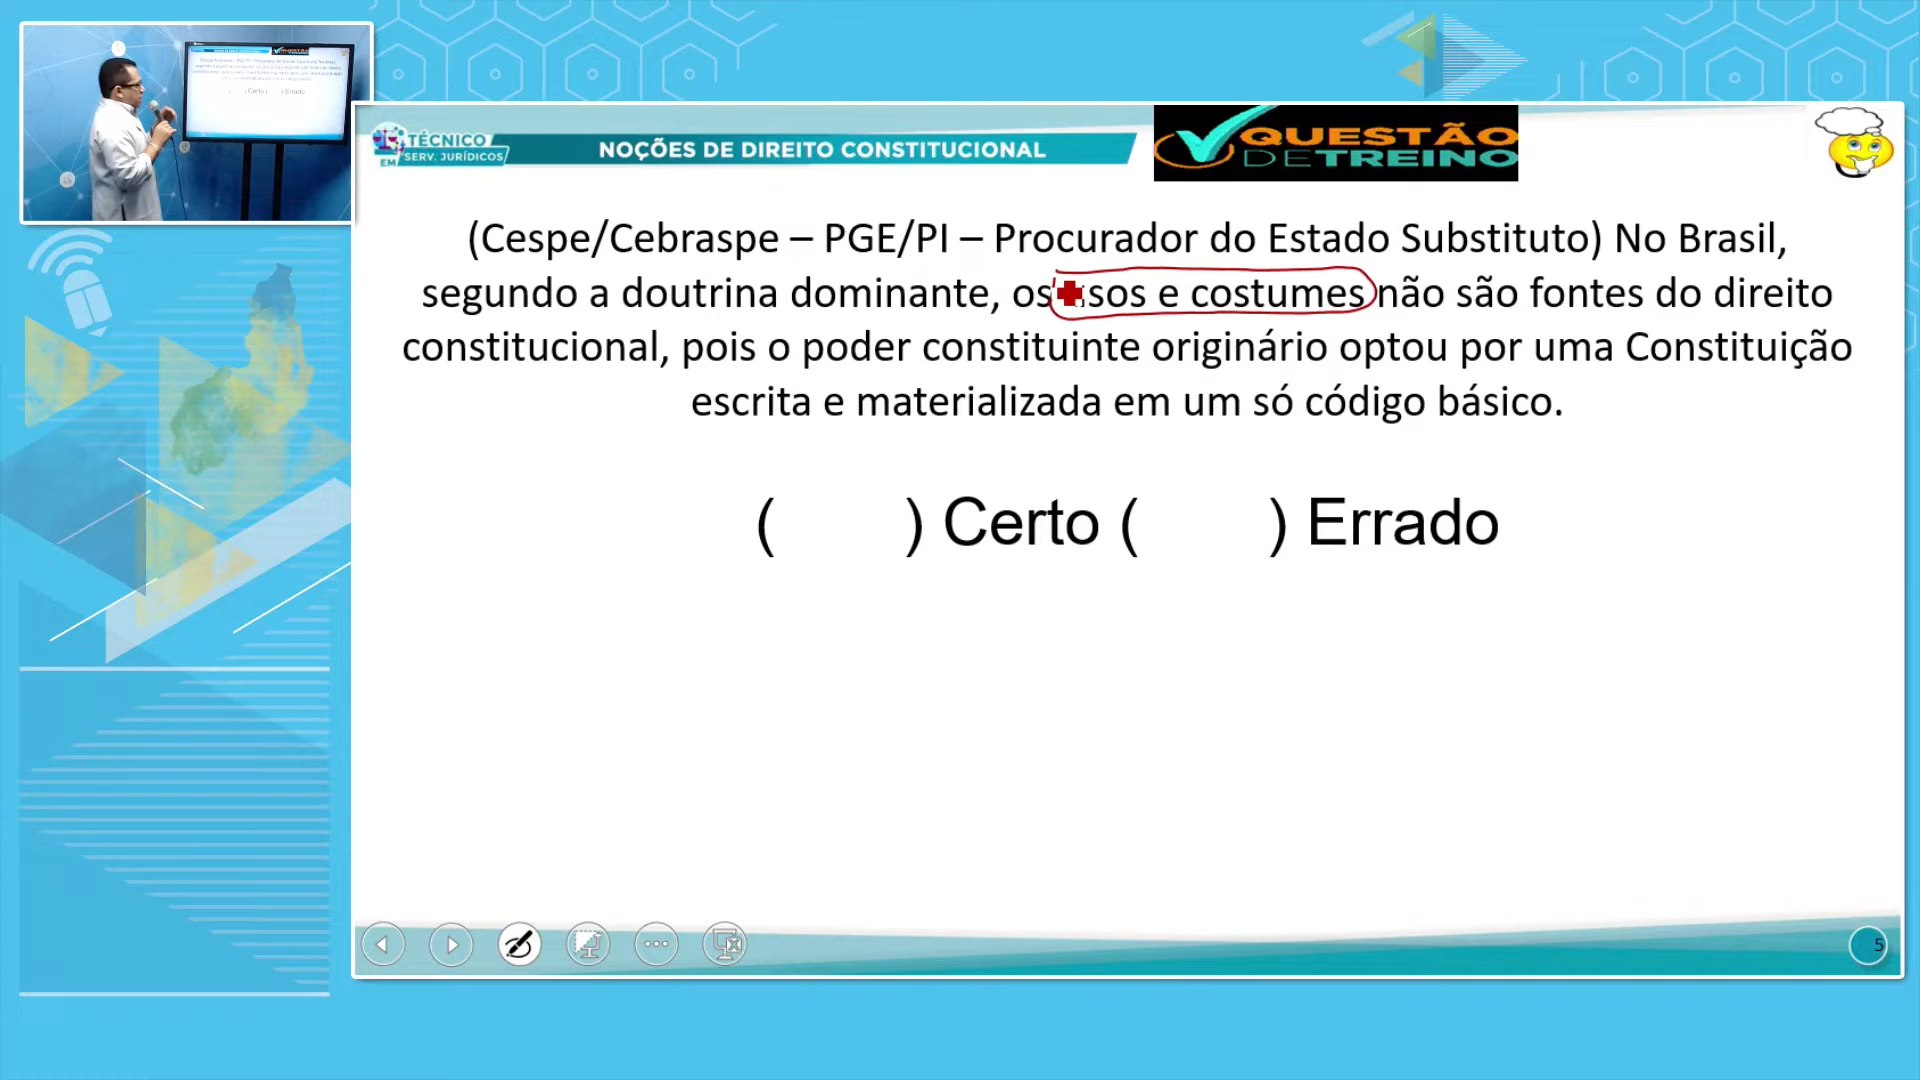 TÉCNICO
EM SERV. JURÍDICOS
NOÇÕES DE DIREITO CONSTITUCIONAL
QUESTÃO
DETREINO
(Cespe/Cebraspe – PGE/PI – Procurador do Estado Substituto) No Brasil,
segundo a doutrina dominante, os usos e costumes não são fontes do direito
constitucional, pois o poder constituinte originário optou por uma Constituição
escrita e materializada em um só código básico.
( ) Certo ( ) Errado
5